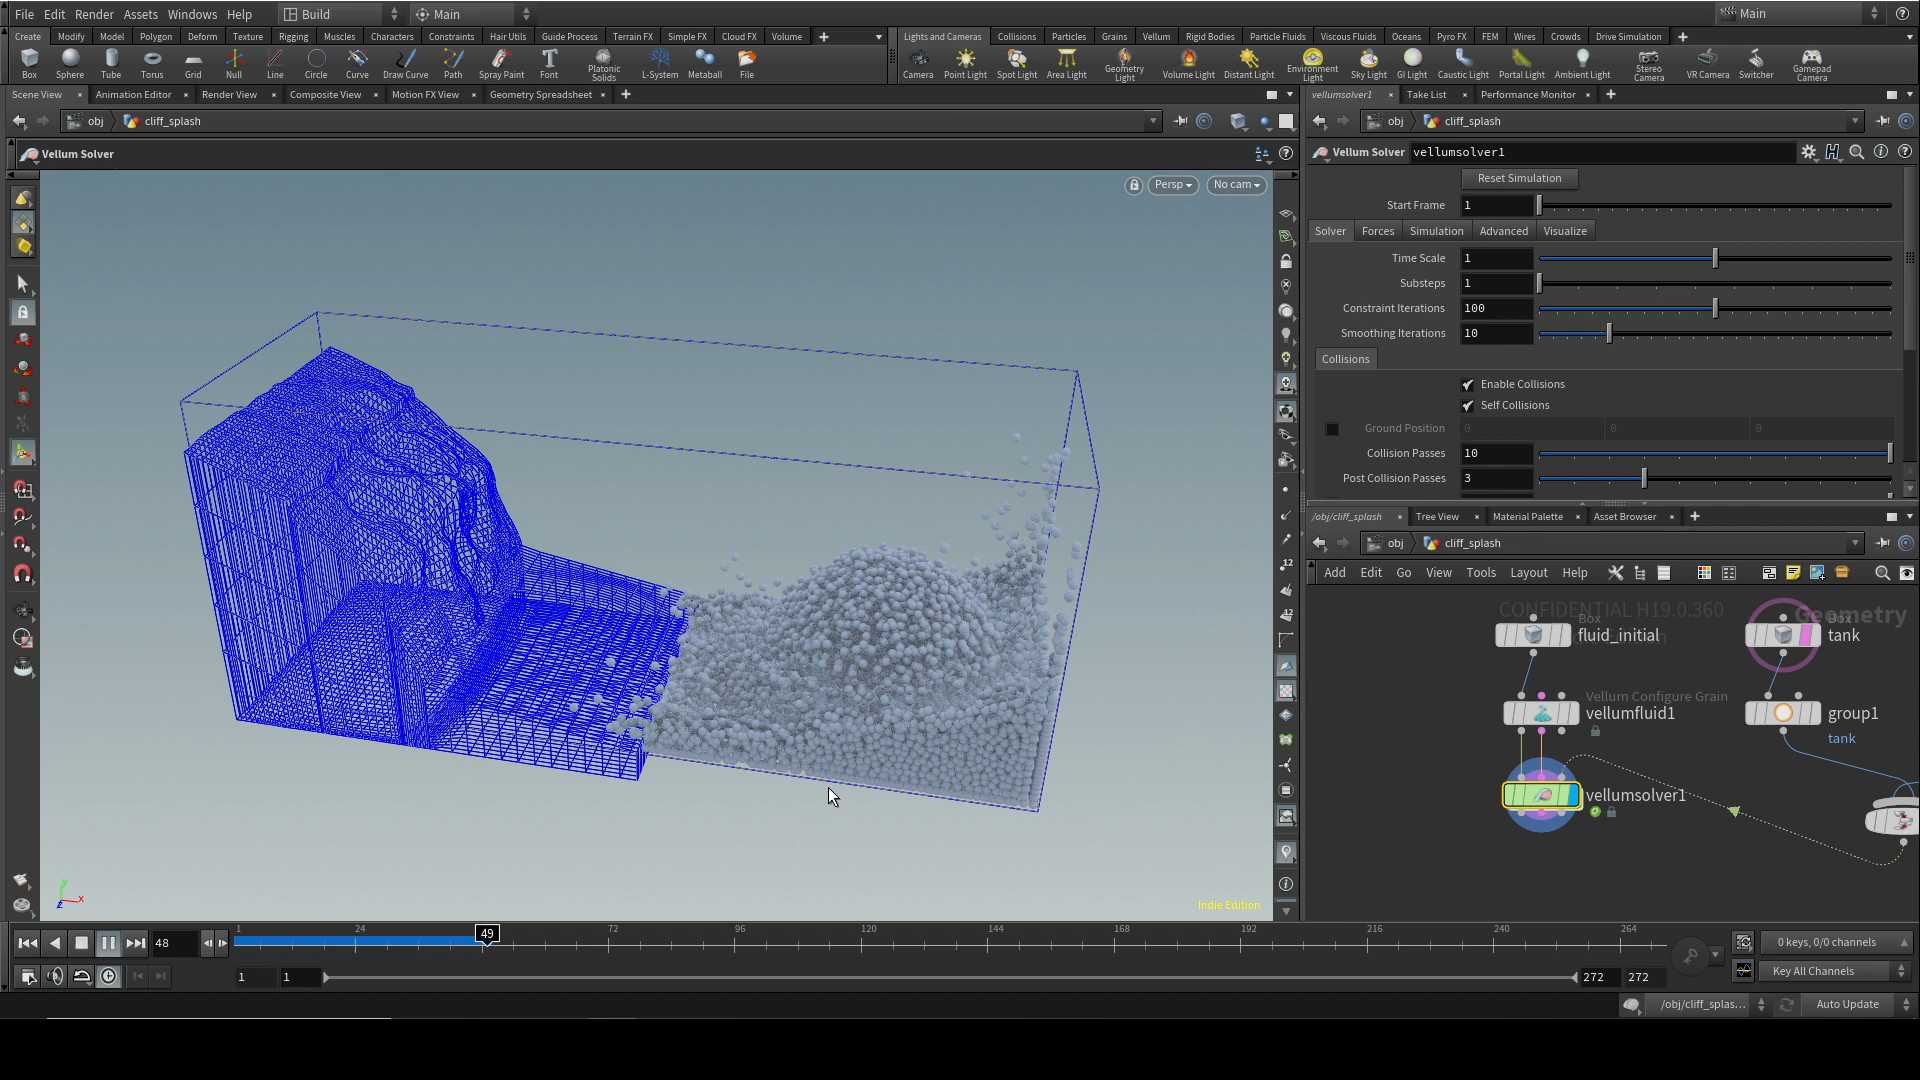 File Edit Render Assets Windows Help Build Main Main
Create Modify Model Polygon Deform Texture Rigging Muscles Characters Constraints Hair Utils Guide Process Terrain FX Simple FX Cloud FX Volume
Lights and Cameras Collisions Particles Grains Vellum Rigid Bodies Particle Fluids Viscous Fluids Oceans Pyro FX FEM Wires Crowds Drive Simulation
Box Sphere Tube Torus Grid Null Line Circle Curve Draw Curve Path Spray Paint Font Platonic Solids L-System Metaball File
Camera Point Light Spot Light Area Light Geometry Light Volume Light Distant Light Environment Light Sky Light GI Light Caustic Light Portal Light Ambient Light Stereo Camera VR Camera Switcher Gamepad Camera
Scene View Animation Editor Render View Composite View Motion FX View Geometry Spreadsheet
vellumsolver1 Take List Performance Monitor
obj cliff_splash
obj cliff_splash
Vellum Solver
Vellum Solver vellumsolver1
Persp No cam
Reset Simulation
Start Frame 1
Solver Forces Simulation Advanced Visualize
Time Scale 1
Substeps 1
Constraint Iterations 100
Smoothing Iterations 10
Collisions
Enable Collisions
Self Collisions
Ground Position 0 0 0
Collision Passes 10
Post Collision Passes 3
/obj/cliff_splash Tree View Material Palette Asset Browser
obj cliff_splash
Add Edit Go View Tools Layout Help
CONFIDENTIAL H19.0.360
Geometry
Box
fluid_initial
Box
tank
Vellum Configure Grain
vellumfluid1
group1
tank
vellumsolver1
y
x
z
Indie Edition
48
1 24 49 72 96 120 144 168 192 216 240 264
0 keys, 0/0 channels
1 1 272 272
Key All Channels
/obj/cliff_splas... Auto Update